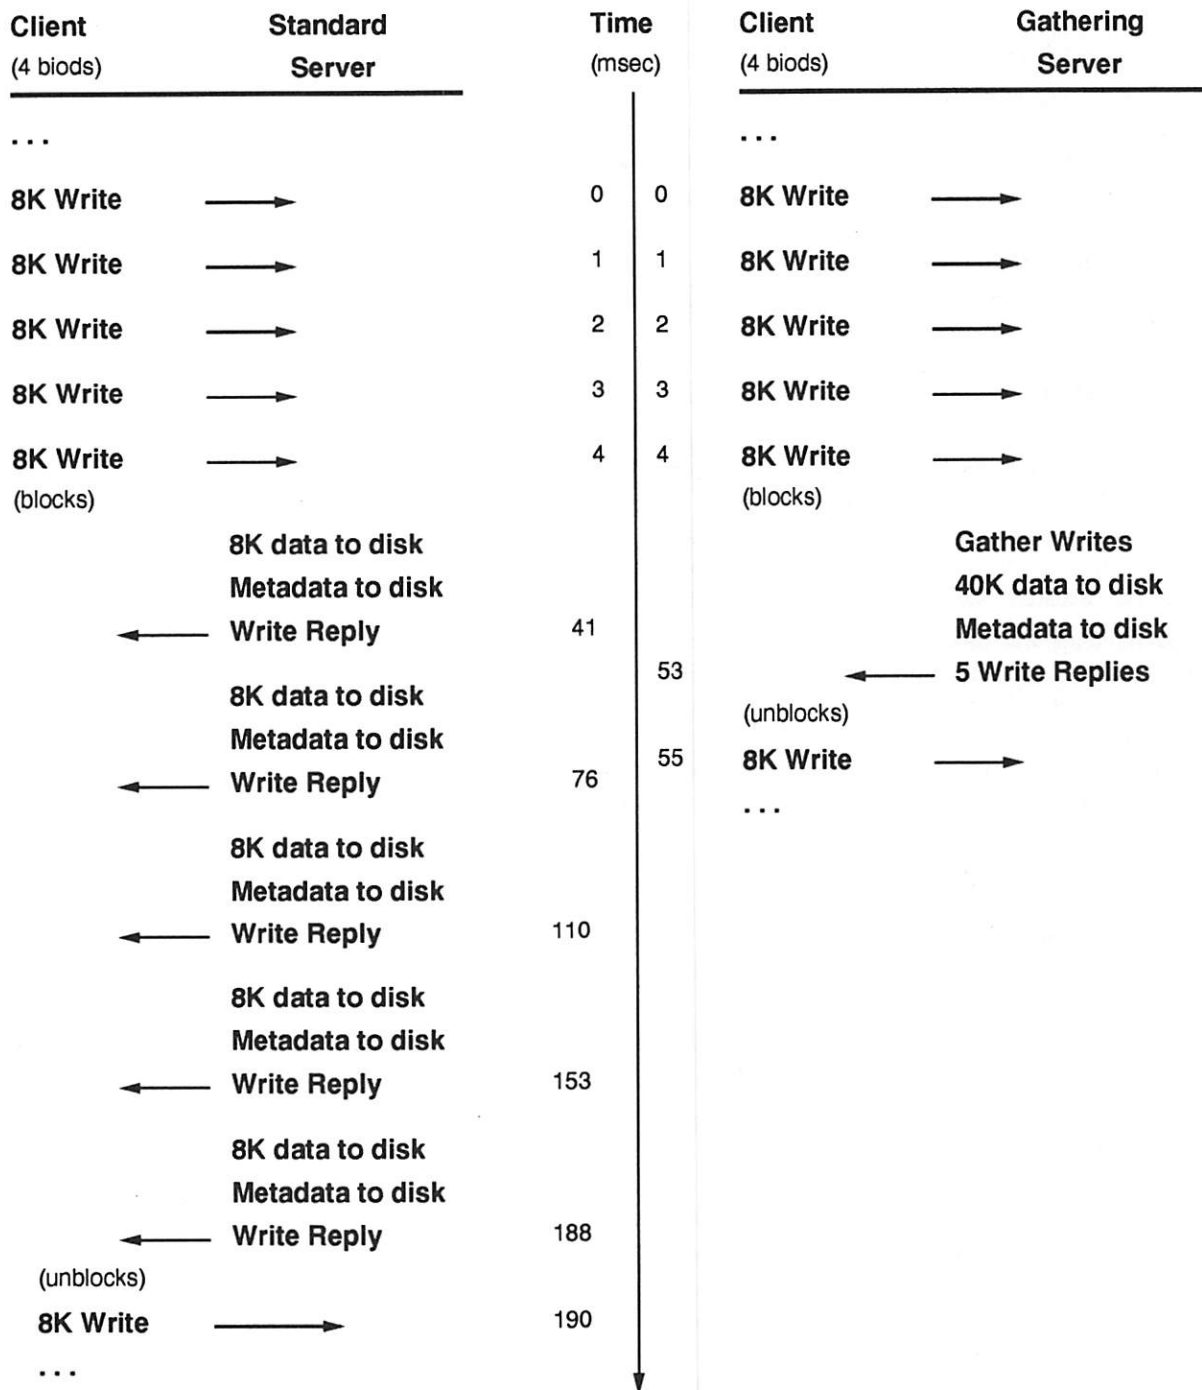 Client Standard Time Client Gathering
(4 biods) Server (msec) (4 biods) Server
. . . . . .
8K Write 0 0 8K Write
8K Write 1 1 8K Write
8K Write 2 2 8K Write
8K Write 3 3 8K Write
8K Write 4 4 8K Write
(blocks) (blocks)
8K data to disk Gather Writes
Metadata to disk 40K data to disk
Write Reply 41 Metadata to disk
53 5 Write Replies
8K data to disk (unblocks)
Metadata to disk 55 8K Write
Write Reply 76
. . .
8K data to disk
Metadata to disk
Write Reply 110
8K data to disk
Metadata to disk
Write Reply 153
8K data to disk
Metadata to disk
Write Reply 188
(unblocks)
8K Write 190
. . .